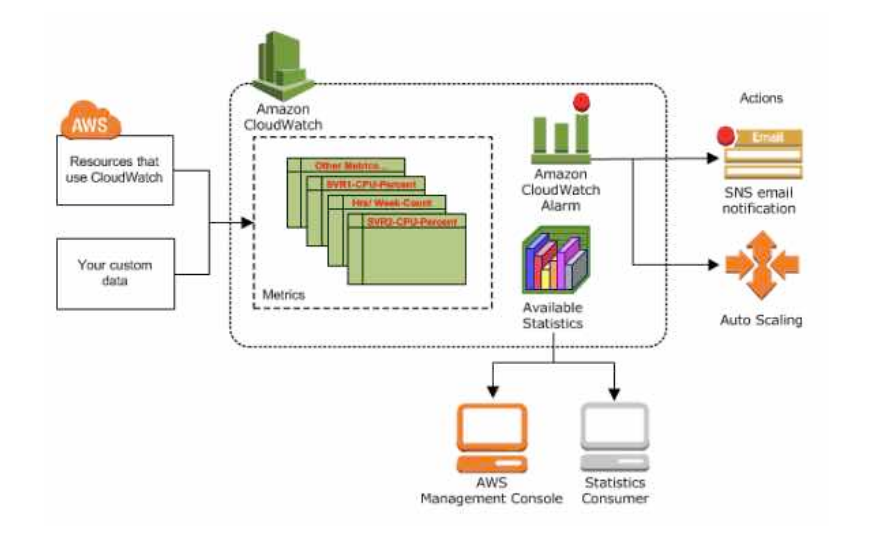 Amazon
CloudWatch
AWS
Resources that
use CloudWatch
Your custom
data
Other Metrics...
SVR1-CPU-Percent
Hrs/ Week-Count
SVR2-CPU-Percent
Metrics
Amazon
CloudWatch
Alarm
Available
Statistics
Actions
Email
SNS email
notification
Auto Scaling
AWS
Management Console
Statistics
Consumer